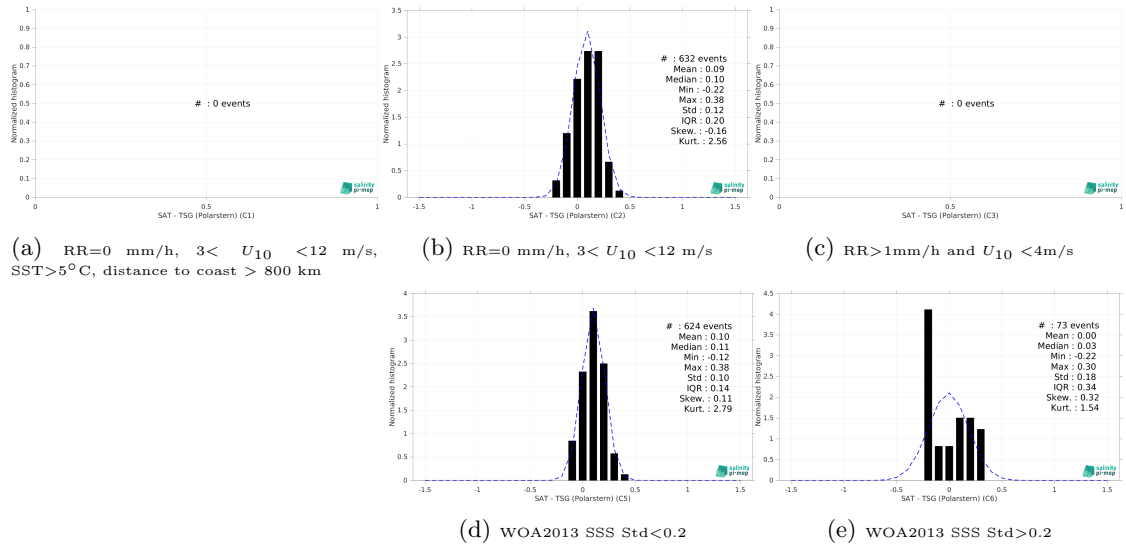 Normalized histogram
1
0.9
0.8
0.7
0.6
0.5
0.4
0.3
0.2
0.1
0
# : 0 events
salinity
pi-mep
0 0.5 1
SAT - TSG (Polarstern) (C1)
(a) RR=0 mm/h, 3< U10 <12 m/s,
SST>5°C, distance to coast > 800 km
Normalized histogram
3.5
3
2.5
2
1.5
1
0.5
0
# : 632 events
Mean : 0.09
Median : 0.10
Min : -0.22
Max : 0.38
Std : 0.12
IQR : 0.20
Skew. : -0.16
Kurt. : 2.56
salinity
pi-mep
-1.5 -1 -0.5 0 0.5 1 1.5
SAT - TSG (Polarstern) (C2)
(b) RR=0 mm/h, 3< U10 <12 m/s
Normalized histogram
1
0.9
0.8
0.7
0.6
0.5
0.4
0.3
0.2
0.1
0
# : 0 events
salinity
pi-mep
0 0.5 1
SAT - TSG (Polarstern) (C3)
(c) RR>1mm/h and U10 <4m/s
Normalized histogram
4
3.5
3
2.5
2
1.5
1
0.5
0
# : 624 events
Mean : 0.10
Median : 0.11
Min : -0.12
Max : 0.38
Std : 0.10
IQR : 0.14
Skew. : 0.11
Kurt. : 2.79
salinity
pi-mep
-1.5 -1 -0.5 0 0.5 1 1.5
SAT - TSG (Polarstern) (C5)
(d) WOA2013 SSS Std<0.2
Normalized histogram
4.5
4
3.5
3
2.5
2
1.5
1
0.5
0
# : 73 events
Mean : 0.00
Median : 0.03
Min : -0.22
Max : 0.30
Std : 0.18
IQR : 0.34
Skew. : 0.32
Kurt. : 1.54
salinity
pi-mep
-1.5 -1 -0.5 0 0.5 1 1.5
SAT - TSG (Polarstern) (C6)
(e) WOA2013 SSS Std>0.2